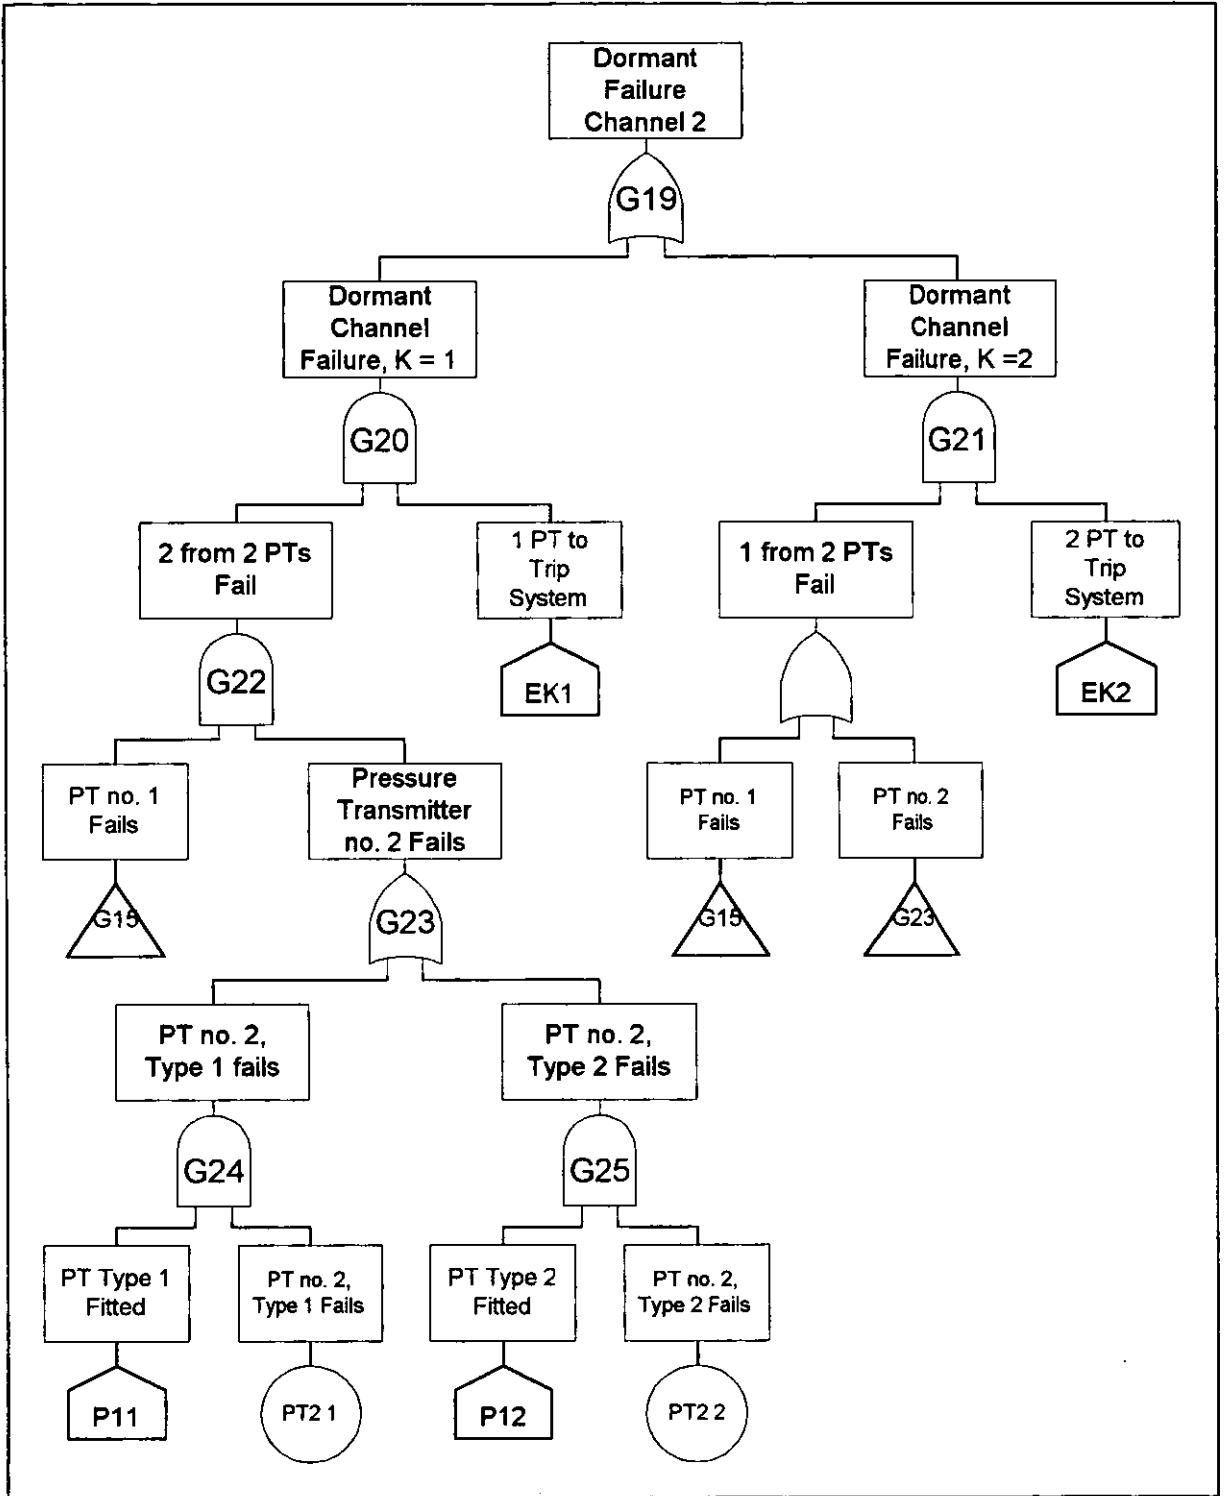 Dormant
Failure
Channel 2
G19
Dormant
Channel
Failure, K = 1
Dormant
Channel
Failure, K =2
G20
G21
2 from 2 PTs
Fail
1 PT to
Trip
System
1 from 2 PTs
Fail
2 PT to
Trip
System
G22
EK1
EK2
PT no. 1
Fails
Pressure
Transmitter
no. 2 Fails
PT no. 1
Fails
PT no. 2
Fails
G15
G23
G15
G23
PT no. 2,
Type 1 fails
PT no. 2,
Type 2 Fails
G24
G25
PT Type 1
Fitted
PT no. 2,
Type 1 Fails
PT Type 2
Fitted
PT no. 2,
Type 2 Fails
P11
PT2 1
P12
PT2 2